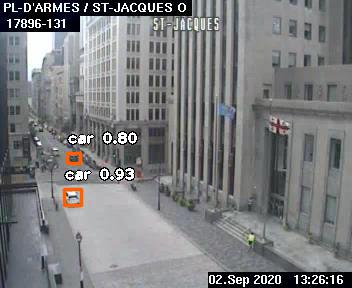 PL-D'ARMES / ST-JACQUES O
17896-131
ST-JACQUES
car 0.80
car 0.93
02.Sep 2020 13:26:16